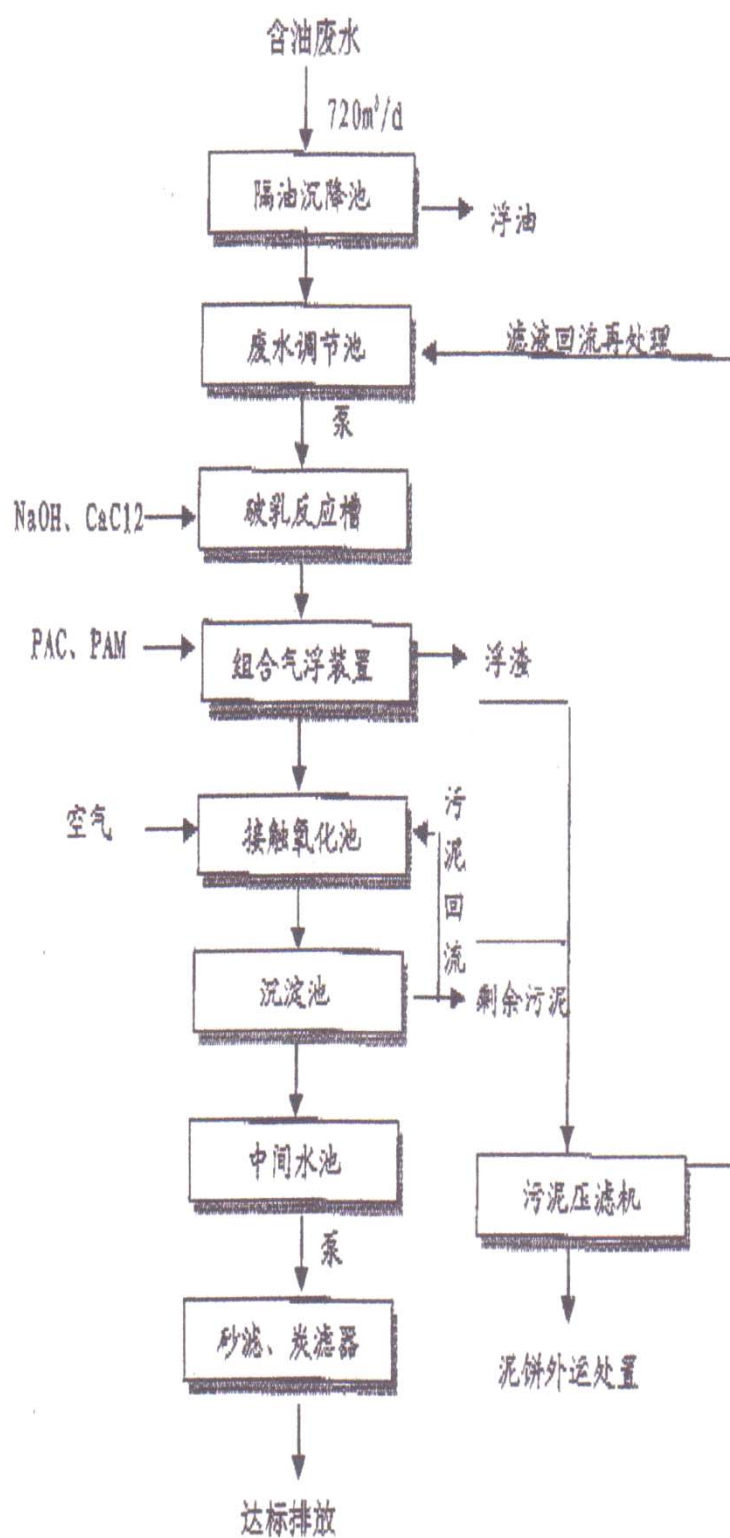 含油废水
720m³/d
隔油沉降池
浮油
废水调节池
滤液回流再处理
泵
NaOH、CaCl2
破乳反应槽
PAC、PAM
组合气浮装置
浮渣
空气
接触氧化池
污泥回流
沉淀池
剩余污泥
中间水池
污泥压滤机
泵
砂滤、炭滤器
泥饼外运处置
达标排放